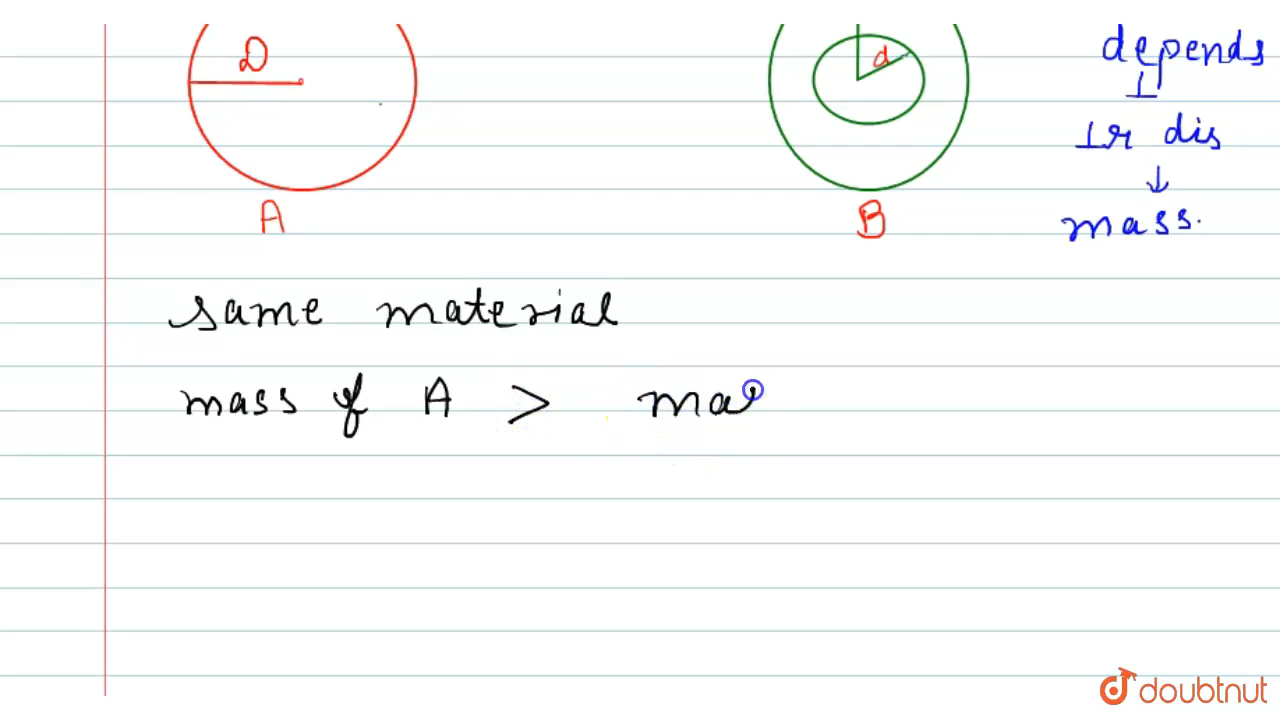 D
d
A
B
depends
⊥
⊥r dis
↓
mass.
same material
mass of A > ma
doubtnut